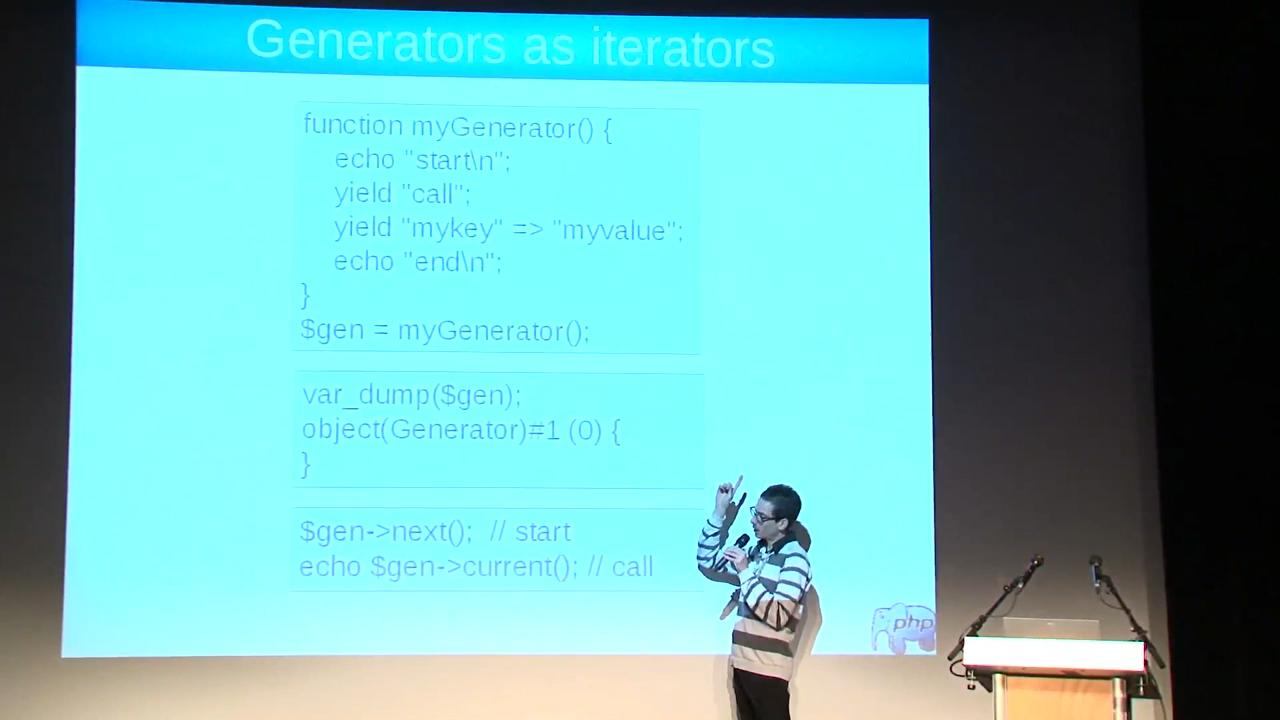 Generators as iterators
function myGenerator() {
echo "start\n";
yield "call";
yield "mykey" => "myvalue";
echo "end\n";
}
$gen = myGenerator();
var_dump($gen);
object(Generator)#1 (0) {
}
$gen->next(); // start
echo $gen->current(); // call
php